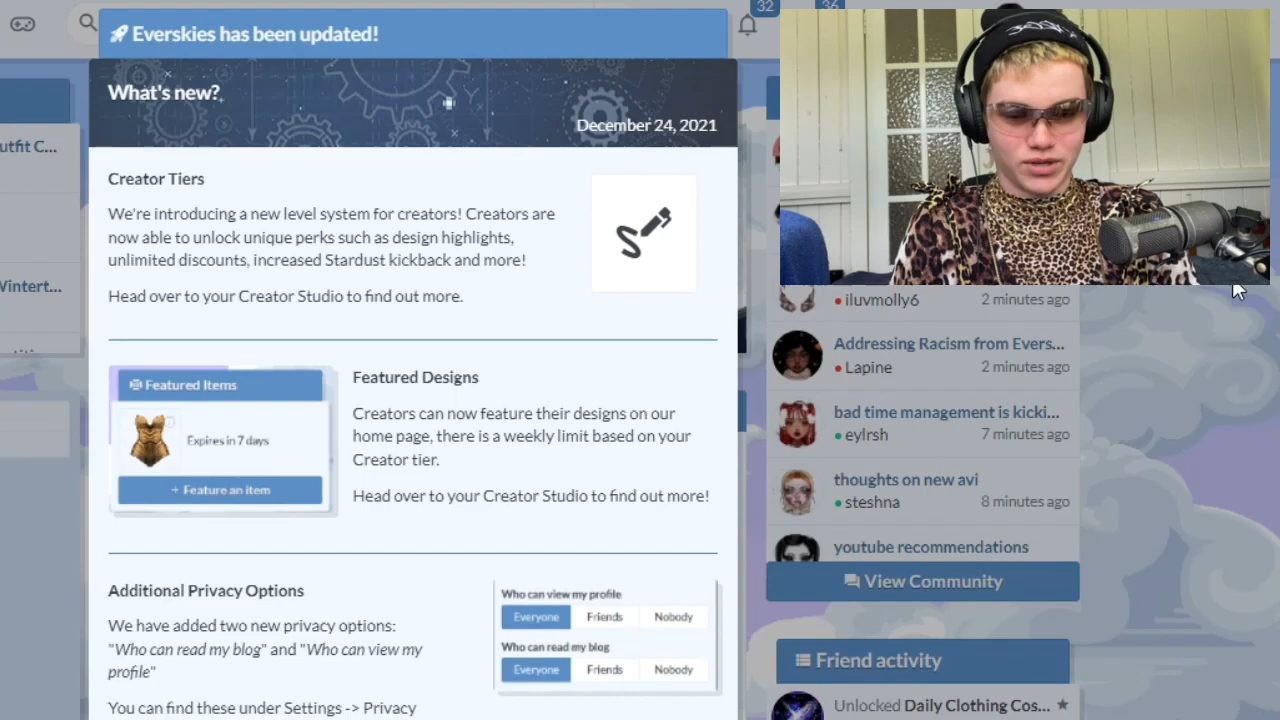 32
36
Everskies has been updated!
What's new?
December 24, 2021
Creator Tiers
We're introducing a new level system for creators! Creators are
now able to unlock unique perks such as design highlights,
unlimited discounts, increased Stardust kickback and more!
Head over to your Creator Studio to find out more.
Featured Items
Expires in 7 days
+ Feature an item
Featured Designs
Creators can now feature their designs on our
home page, there is a weekly limit based on your
Creator tier.
Head over to your Creator Studio to find out more!
Additional Privacy Options
We have added two new privacy options:
"Who can read my blog" and "Who can view my
profile"
You can find these under Settings -> Privacy
Who can view my profile
Everyone Friends Nobody
Who can read my blog
Everyone Friends Nobody
utfit C...
Wintert...
iluvmolly6 2 minutes ago
Addressing Racism from Evers...
Lapine 2 minutes ago
bad time management is kicki...
eylrsh 7 minutes ago
thoughts on new avi
steshna 8 minutes ago
youtube recommendations
View Community
Friend activity
Unlocked Daily Clothing Cos...